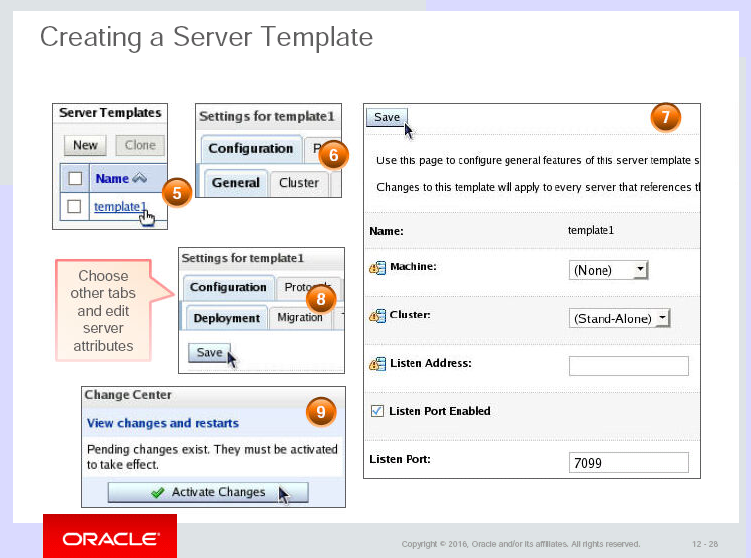 Creating a Server Template
Server Templates
New Clone
Name
template1
5
Settings for template1
Configuration
6
General Cluster
Save
7
Use this page to configure general features of this server template
Changes to this template will apply to every server that references
Name: template1
Machine: (None)
Cluster: (Stand-Alone)
Listen Address:
Listen Port Enabled
Listen Port: 7099
Choose
other tabs
and edit
server
attributes
Settings for template1
Configuration
8
Deployment Migration
Save
Change Center
9
View changes and restarts
Pending changes exist. They must be activated
to take effect.
Activate Changes
ORACLE
Copyright © 2016, Oracle and/or its affiliates. All rights reserved.
12 - 28